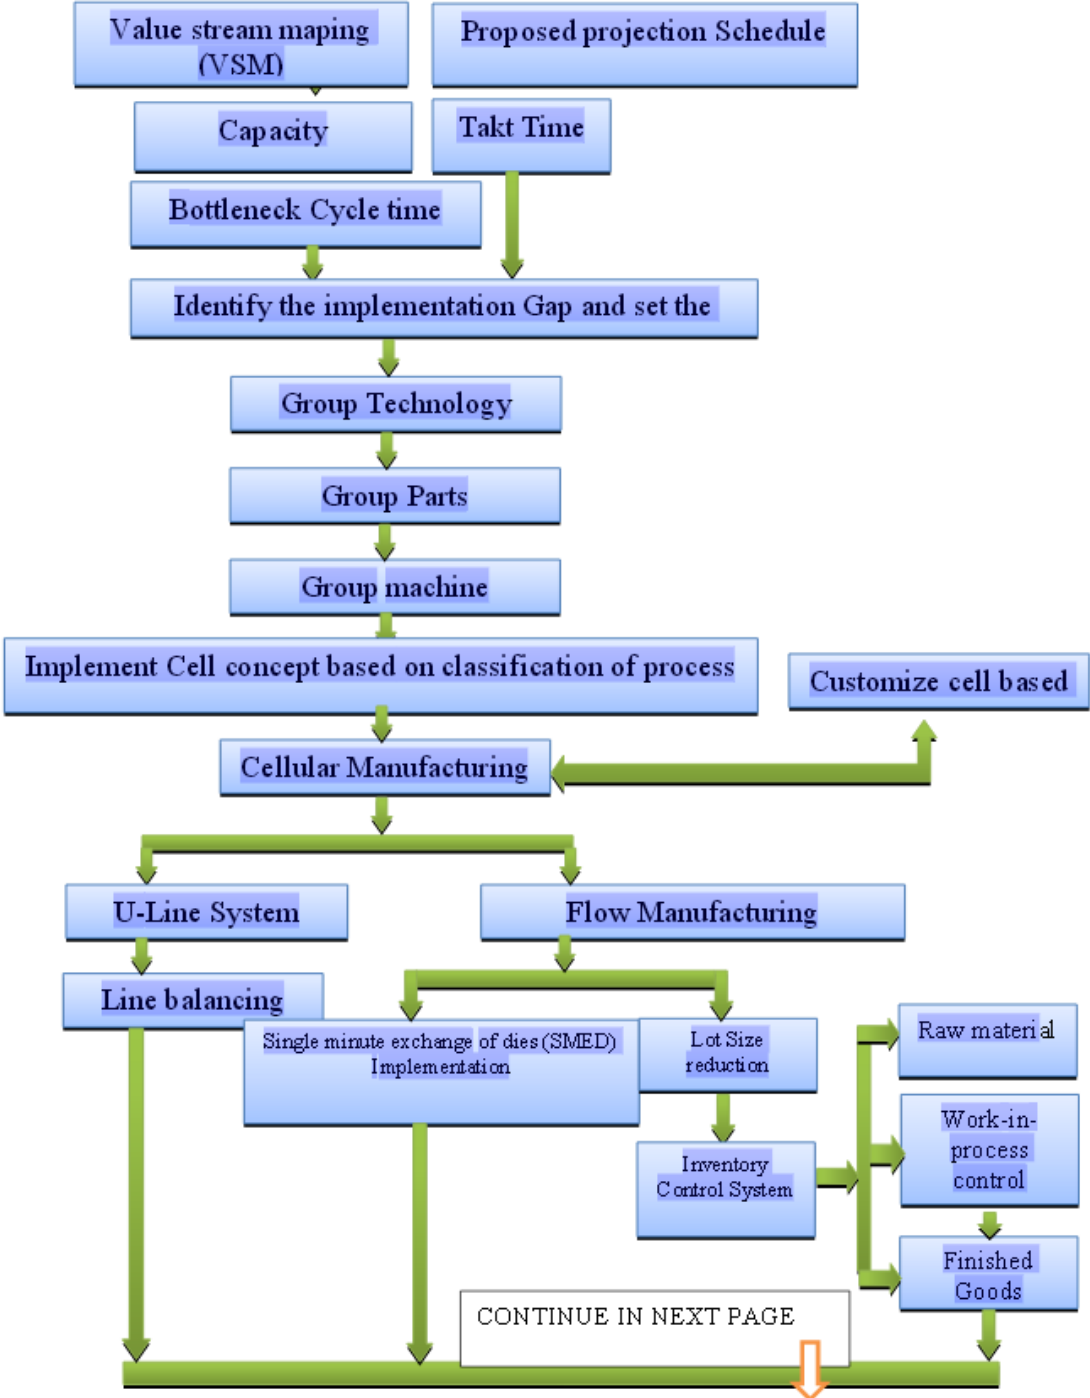 Value stream maping
(VSM)
Proposed projection Schedule
Capacity
Takt Time
Bottleneck Cycle time
Identify the implementation Gap and set the
Group Technology
Group Parts
Group machine
Implement Cell concept based on classification of process
Customize cell based
Cellular Manufacturing
U-Line System
Flow Manufacturing
Line balancing
Single minute exchange of dies (SMED)
Implementation
Lot Size
reduction
Raw material
Work-in-
process
control
Inventory
Control System
Finished
Goods
CONTINUE IN NEXT PAGE